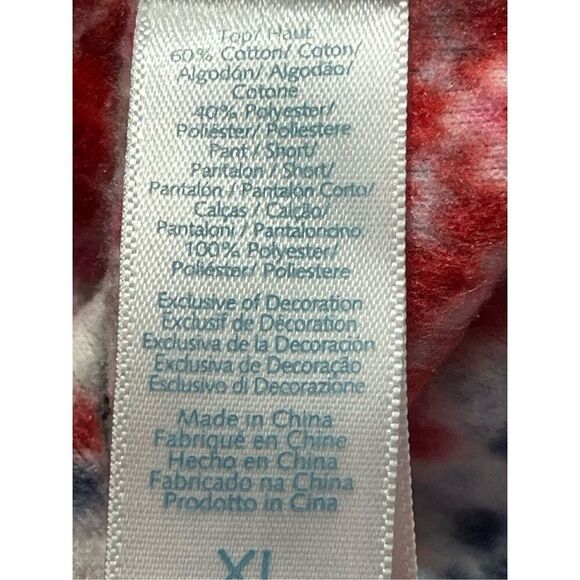 Top/ Haut
60% Cotton/ Coton/
Algodón/ Algodão/
Cotone
40% Polyester/
Poliéster/ Poliestere
Pant / Short/
Pantalon / Short/
Pantalón / Pantalón Corto/
Calças / Calção/
Pantaloni / Pantaloncino
100% Polyester/
Poliéster/ Poliestere
Exclusive of Decoration
Exclusif de Décoration
Exclusiva de la Decoración
Exclusiva de Decoração
Esclusivo di Decorazione
Made in China
Fabriqué en Chine
Hecho en China
Fabricado na China
Prodotto in Cina
XL